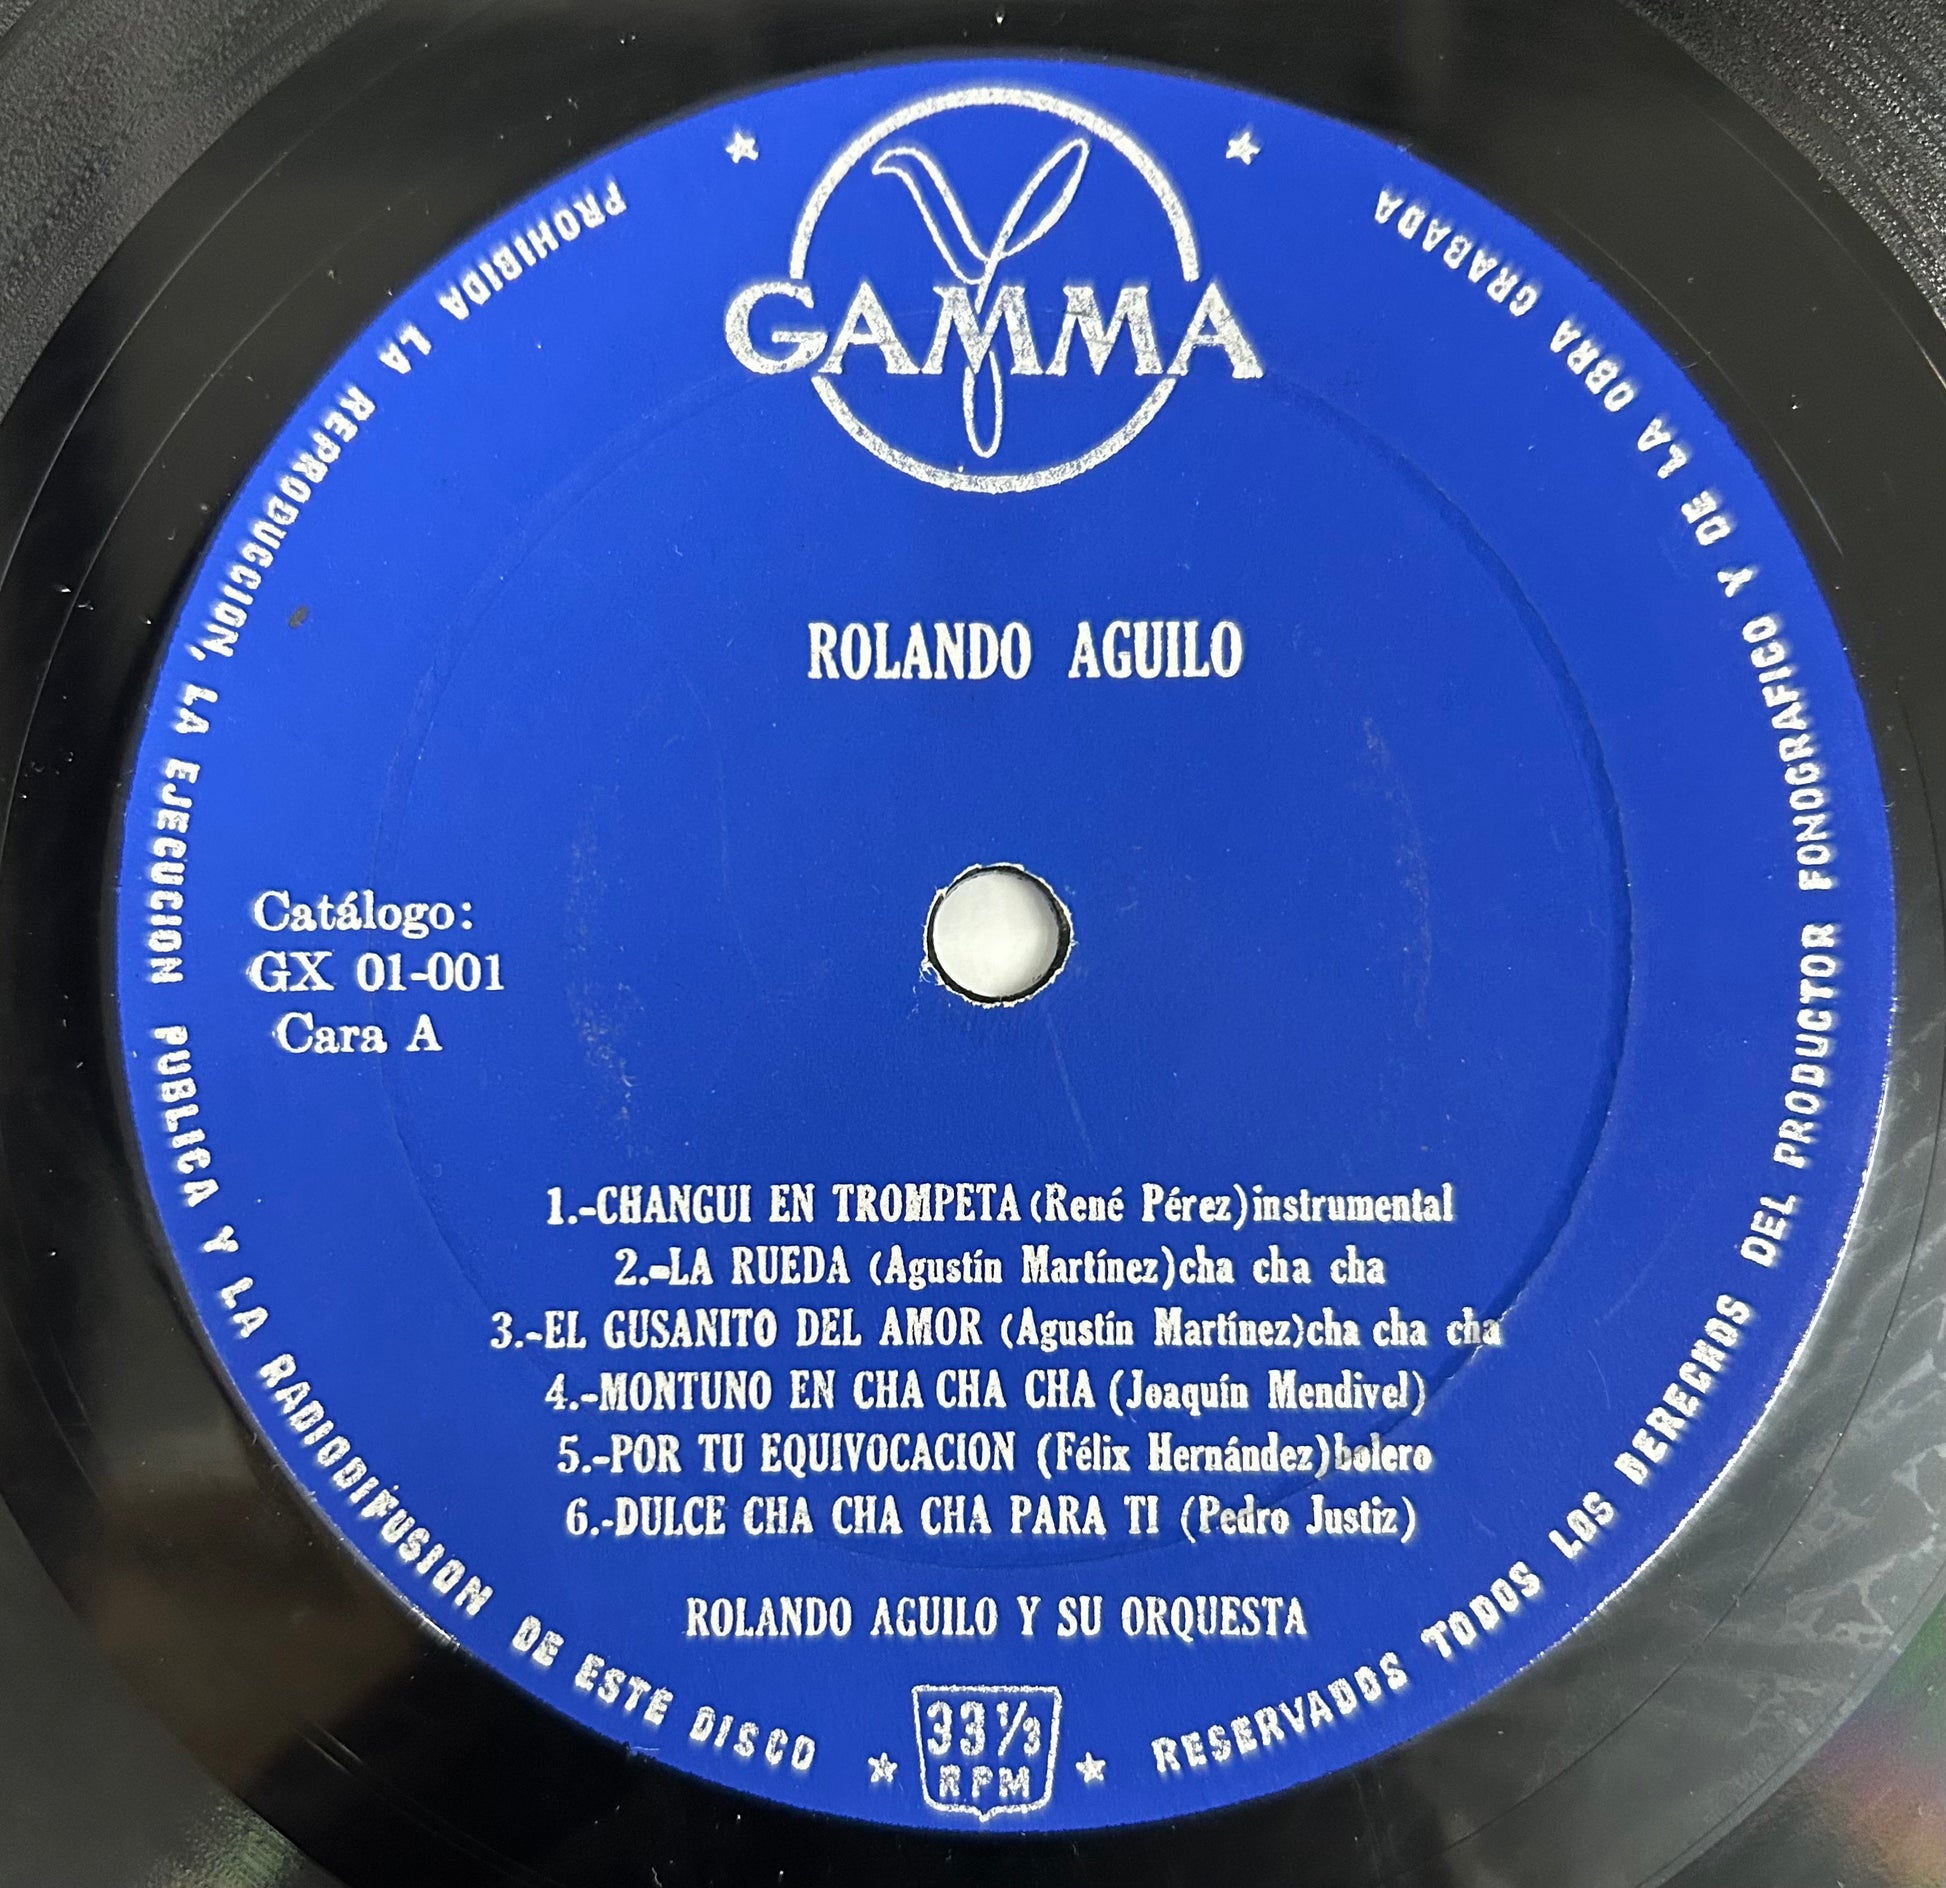 GAMMA
ROLANDO AGUILO
Catálogo:
GX 01-001
Cara A
1.-CHANGUI EN TROMPETA (René Pérez)instrumental
2.-LA RUEDA (Agustín Martínez)cha cha cha
3.-EL GUSANITO DEL AMOR (Agustín Martínez)cha cha cha
4.-MONTUNO EN CHA CHA CHA (Joaquín Mendivel)
5.-POR TU EQUIVOCACION (Félix Hernández)bolero
6.-DULCE CHA CHA CHA PARA TI (Pedro Justiz)
ROLANDO AGUILO Y SU ORQUESTA
33 1/3
R.P.M
PROHIBIDA LA REPRODUCCION, LA EJECUCION PUBLICA Y LA RADIODIFUSION DE ESTE DISCO
RESERVADOS TODOS LOS DERECHOS DEL PRODUCTOR FONOGRAFICO Y DE LA OBRA GRABADA